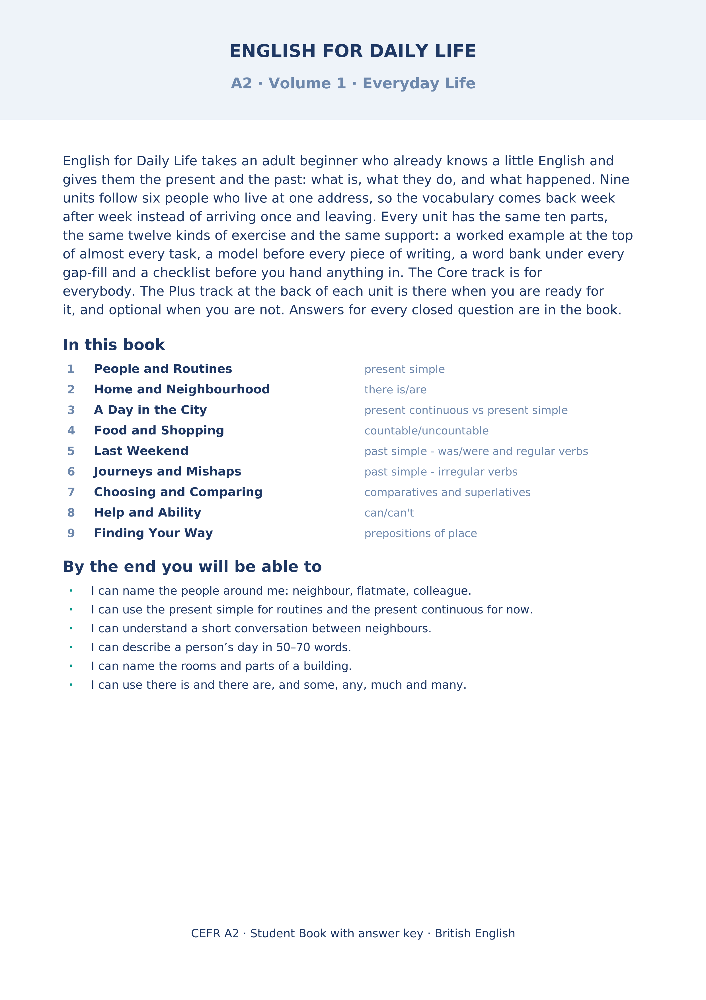 ENGLISH FOR DAILY LIFE
A2 · Volume 1 · Everyday Life
English for Daily Life takes an adult beginner who already knows a little English and
gives them the present and the past: what is, what they do, and what happened. Nine
units follow six people who live at one address, so the vocabulary comes back week
after week instead of arriving once and leaving. Every unit has the same ten parts,
the same twelve kinds of exercise and the same support: a worked example at the top
of almost every task, a model before every piece of writing, a word bank under every
gap-fill and a checklist before you hand anything in. The Core track is for
everybody. The Plus track at the back of each unit is there when you are ready for
it, and optional when you are not. Answers for every closed question are in the book.
In this book
1 People and Routines present simple
2 Home and Neighbourhood there is/are
3 A Day in the City present continuous vs present simple
4 Food and Shopping countable/uncountable
5 Last Weekend past simple - was/were and regular verbs
6 Journeys and Mishaps past simple - irregular verbs
7 Choosing and Comparing comparatives and superlatives
8 Help and Ability can/can't
9 Finding Your Way prepositions of place
By the end you will be able to
· I can name the people around me: neighbour, flatmate, colleague.
· I can use the present simple for routines and the present continuous for now.
· I can understand a short conversation between neighbours.
· I can describe a person’s day in 50–70 words.
· I can name the rooms and parts of a building.
· I can use there is and there are, and some, any, much and many.
CEFR A2 · Student Book with answer key · British English